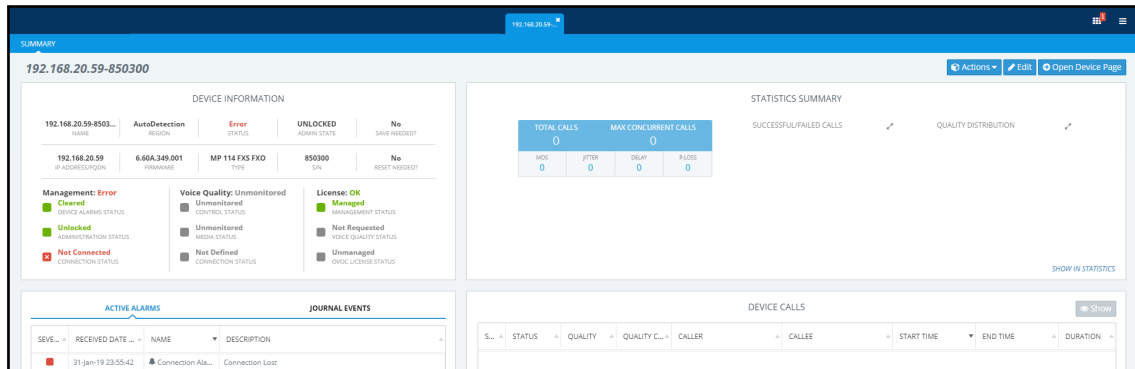 192.168.20.59-...
SUMMARY
192.168.20.59-850300
Actions
Edit
Open Device Page
DEVICE INFORMATION
192.168.20.59-8503... AutoDetection Error UNLOCKED No
NAME REGION STATUS ADMIN STATE SAVE NEEDED?
192.168.20.59 6.60A.349.001 MP 114 FXS FXO 850300 No
IP ADDRESS/FQDN FIRMWARE TYPE S/N RESET NEEDED?
Management: Error Voice Quality: Unmonitored License: OK
Cleared Unmonitored Managed
DEVICE ALARMS STATUS CONTROL STATUS MANAGEMENT STATUS
Unlocked Unmonitored Not Requested
ADMINISTRATION STATUS MEDIA STATUS VOICE QUALITY STATUS
Not Connected Not Defined Unmanaged
CONNECTION STATUS CONNECTION STATUS OVOC LICENSE STATUS
STATISTICS SUMMARY
TOTAL CALLS MAX CONCURRENT CALLS
0 0
MOS JITTER DELAY P.LOSS
0 0 0 0
SUCCESSFUL/FAILED CALLS
QUALITY DISTRIBUTION
SHOW IN STATISTICS
ACTIVE ALARMS JOURNAL EVENTS
SEVE... RECEIVED DATE ... NAME DESCRIPTION
31-Jan-19 23:55:42 Connection Ala... Connection Lost
DEVICE CALLS
Show
S... STATUS QUALITY QUALITY C... CALLER CALLEE START TIME END TIME DURATION